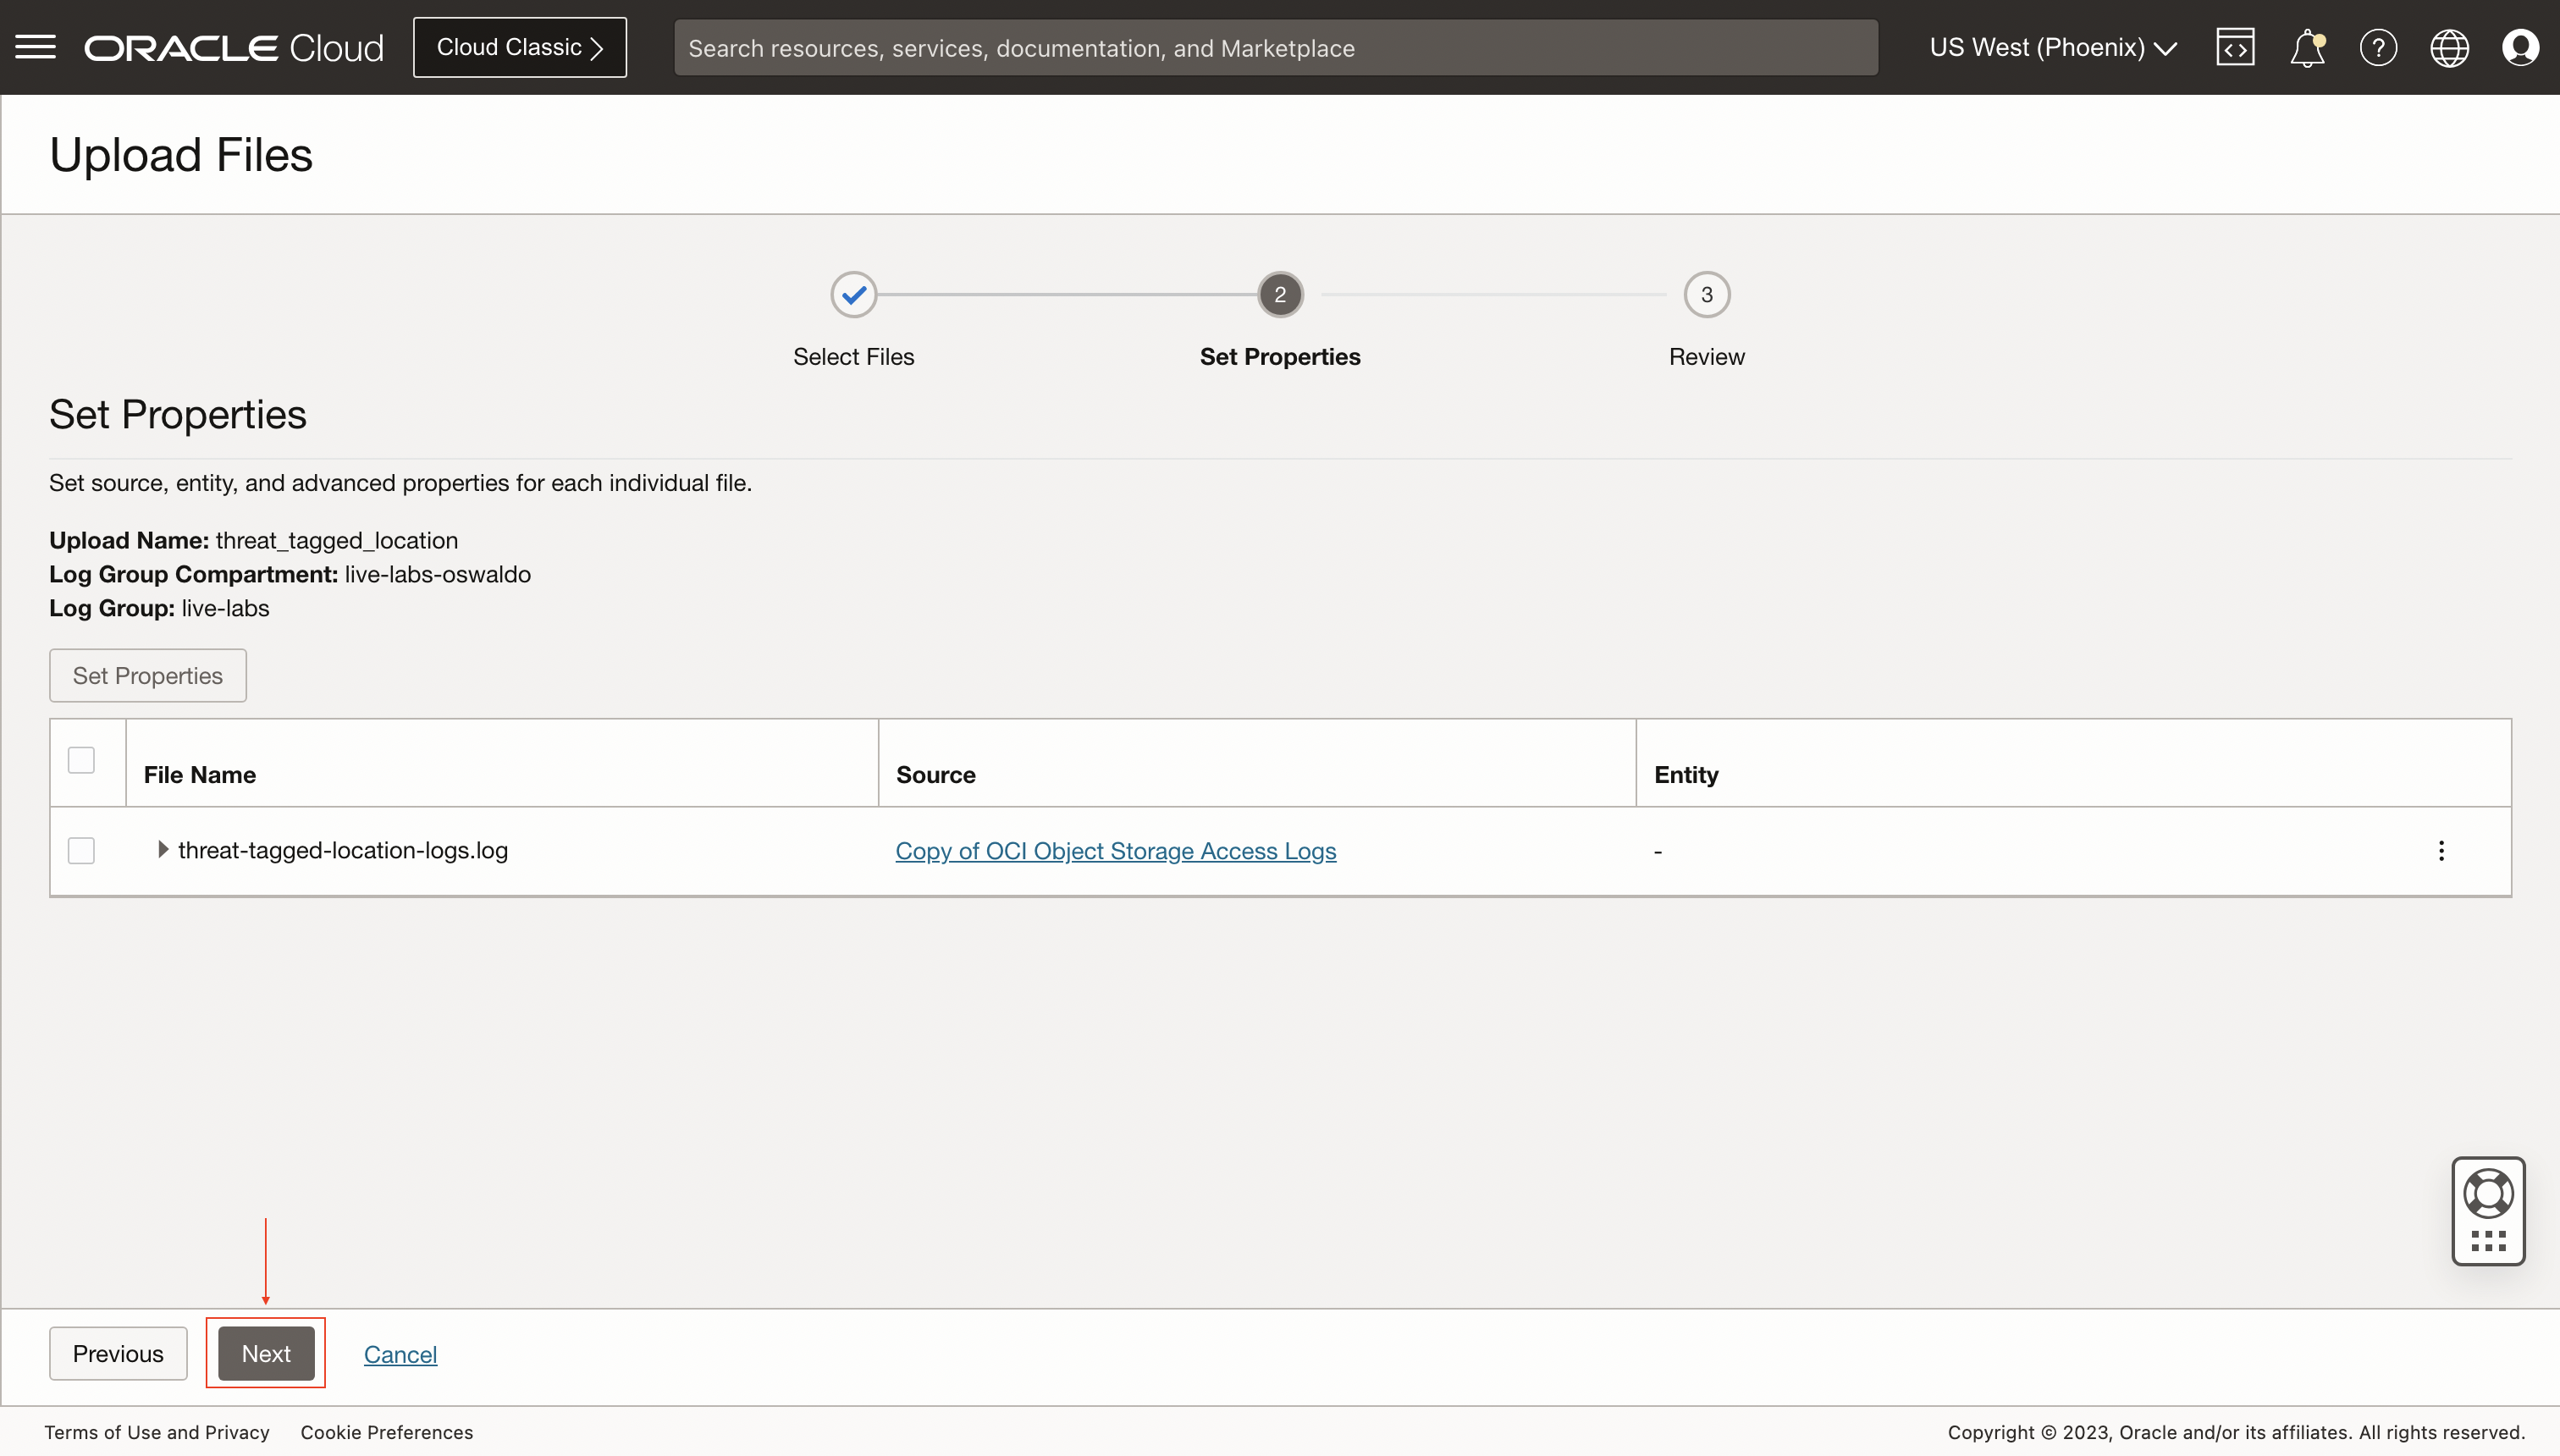 ORACLE Cloud
Cloud Classic
Search resources, services, documentation, and Marketplace
US West (Phoenix)
Upload Files
2
3
Select Files
Set Properties
Review
Set Properties
Set source, entity, and advanced properties for each individual file.
Upload Name: threat_tagged_location
Log Group Compartment: live-labs-oswaldo
Log Group: live-labs
Set Properties
File Name
Source
Entity
threat-tagged-location-logs.log
Copy of OCI Object Storage Access Logs
-
Previous
Next
Cancel
Terms of Use and Privacy
Cookie Preferences
Copyright © 2023, Oracle and/or its affiliates. All rights reserved.